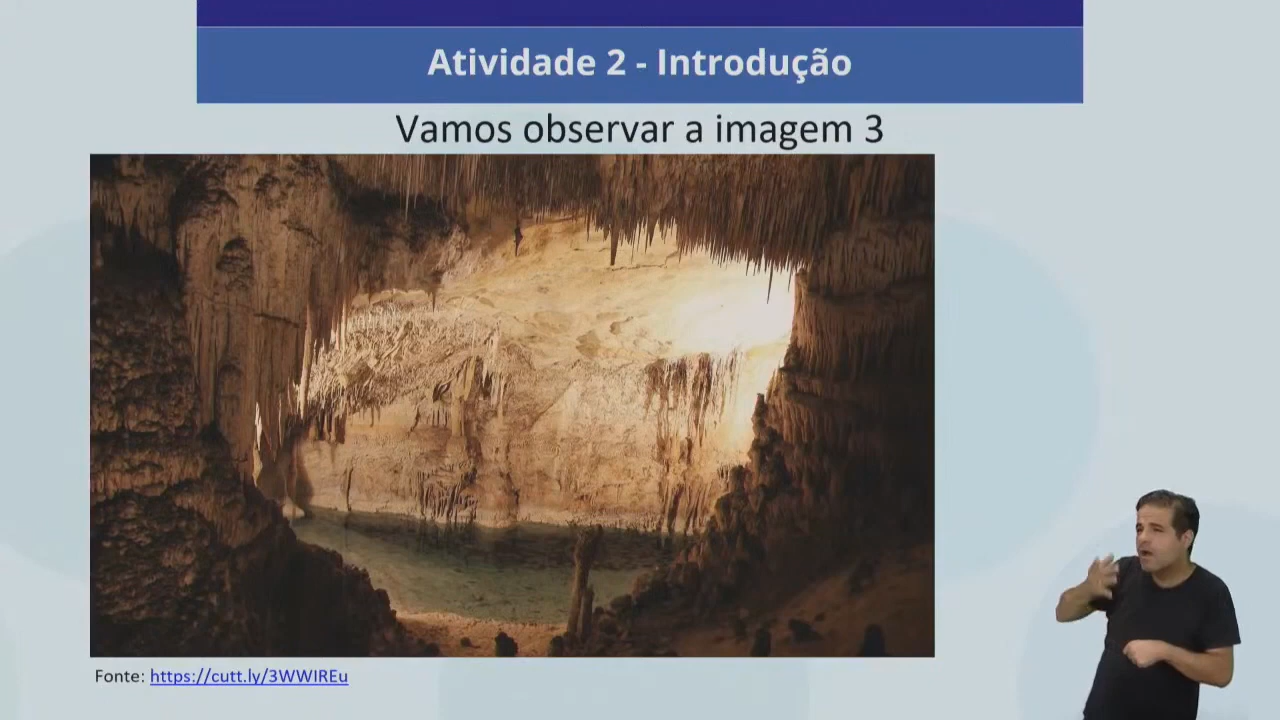 Atividade 2 - Introdução
Vamos observar a imagem 3
Fonte: https://cutt.ly/3WWIREu